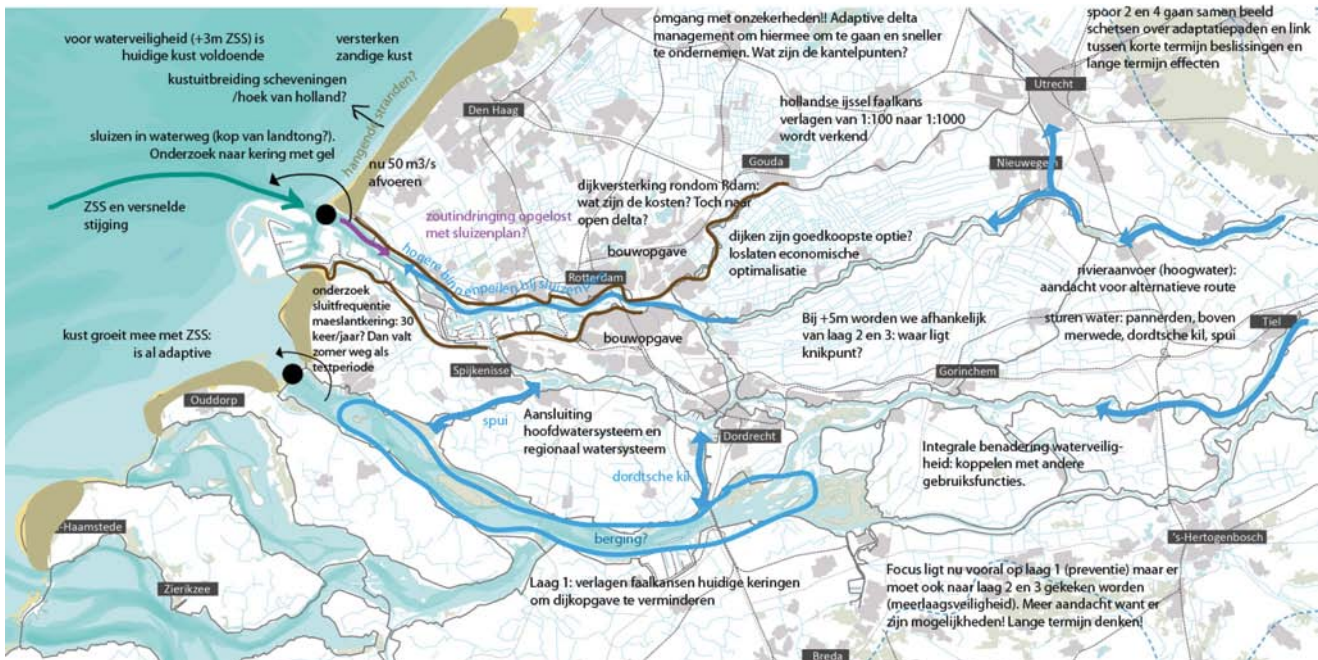 voor waterveiligheid (+3m ZSS) is
huidige kust voldoende
versterken
zandige kust
kustuitbreiding scheveningen
/hoek van holland?
sluizen in waterweg (kop van landtong?).
Onderzoek naar kering met gel
hangende stranden?
nu 50 m3/s
afvoeren
ZSS en versnelde
stijging
omgang met onzekerheden!! Adaptive delta
management om hiermee om te gaan en sneller
te ondernemen. Wat zijn de kantelpunten?
spoor 2 en 4 gaan samen beeld
schetsen over adaptatiepaden en link
tussen korte termijn beslissingen en
lange termijn effecten
Den Haag
Utrecht
hollandse ijssel faalkans
verlagen van 1:100 naar 1:1000
wordt verkend
Gouda
Nieuwegein
dijkversterking rondom Rdam:
wat zijn de kosten? Toch naar
open delta?
zoutindringing opgelost
met sluizenplan?
bouwopgave
dijken zijn goedkoopste optie?
loslaten economische
optimalisatie
hogere binnenpeilen bij sluizen
Rotterdam
rivieraanvoer (hoogwater):
aandacht voor alternatieve route
onderzoek
sluitfrequentie
maeslantkering: 30
keer/jaar? Dan valt
zomer weg als
testperiode
kust groeit mee met ZSS:
is al adaptive
bouwopgave
Bij +5m worden we afhankelijk
van laag 2 en 3: waar ligt
knikpunt?
sturen water: pannerden, boven
merwede, dordtsche kil, spui
Tiel
Spijkenisse
Gorinchem
Ouddorp
spui
Aansluiting
hoofdwatersysteem en
regionaal watersysteem
Dordrecht
dordtsche kil
Integrale benadering waterveilig-
heid: koppelen met andere
gebruiksfuncties.
-Haamstede
berging?
's-Hertogenbosch
Zierikzee
Laag 1: verlagen faalkansen huidige keringen
om dijkopgave te verminderen
Focus ligt nu vooral op laag 1 (preventie) maar er
moet ook naar laag 2 en 3 gekeken worden
(meerlaagsveiligheid). Meer aandacht want er
zijn mogelijkheden! Lange termijn denken!
Breda